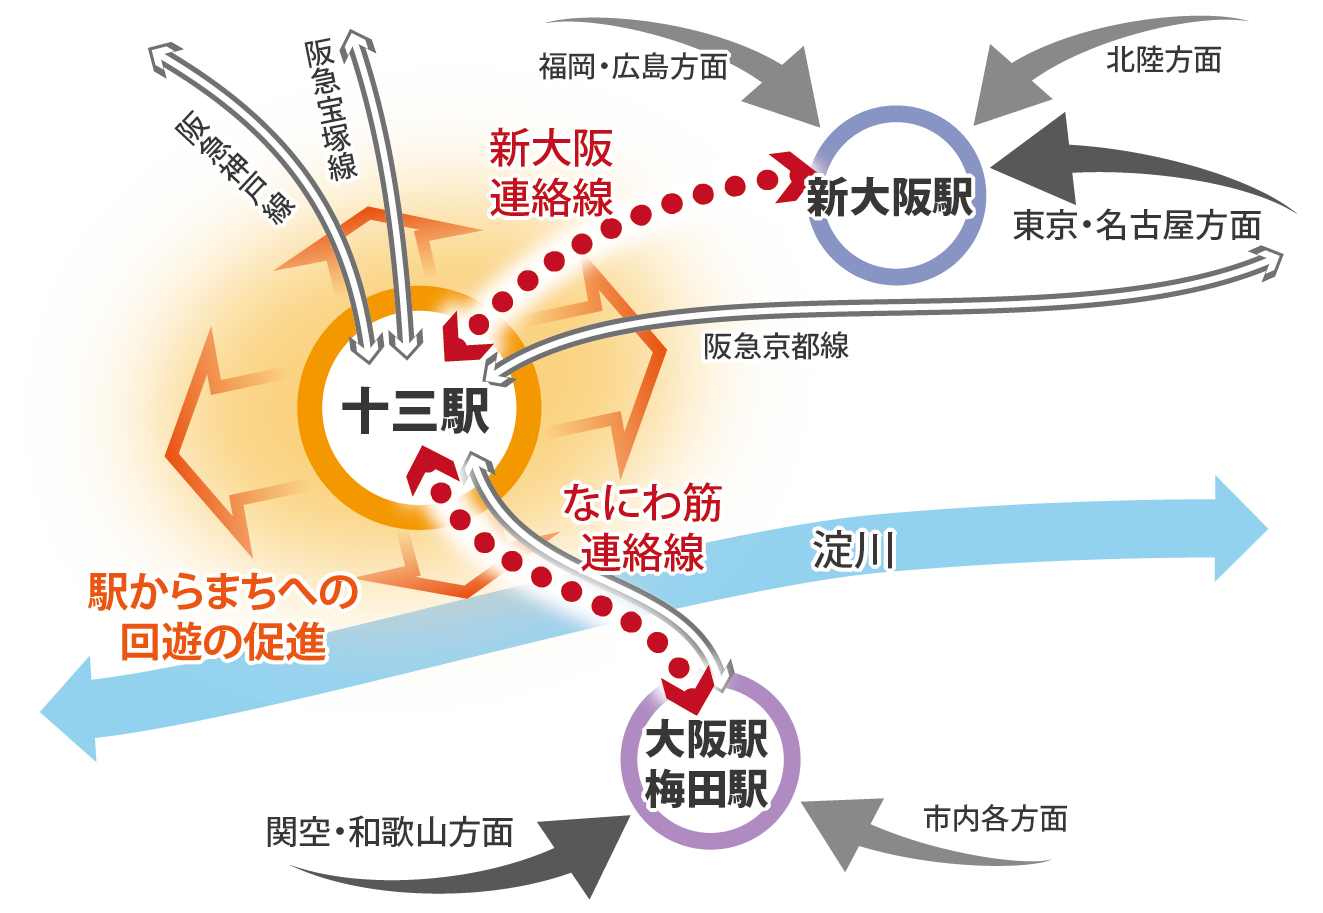 福岡・広島方面
北陸方面
阪急神戸線
阪急宝塚線
新大阪
連絡線
新大阪駅
東京・名古屋方面
阪急京都線
十三駅
なにわ筋
連絡線
淀川
駅からまちへの
回遊の促進
大阪駅
梅田駅
関空・和歌山方面
市内各方面